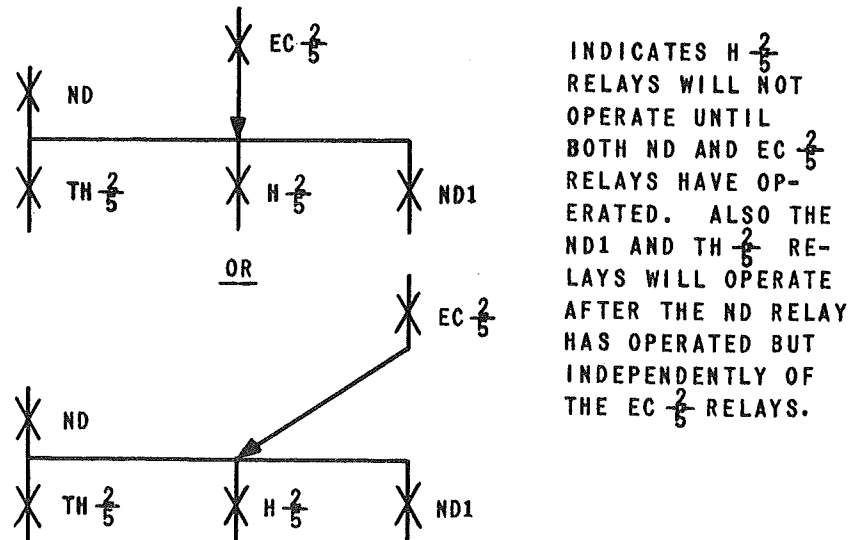 EC 2/5
ND
TH 2/5
H 2/5
ND1
OR
EC 2/5
ND
TH 2/5
H 2/5
ND1
INDICATES H 2/5
RELAYS WILL NOT
OPERATE UNTIL
BOTH ND AND EC 2/5
RELAYS HAVE OP-
ERATED. ALSO THE
ND1 AND TH 2/5 RE-
LAYS WILL OPERATE
AFTER THE ND RELAY
HAS OPERATED BUT
INDEPENDENTLY OF
THE EC 2/5 RELAYS.